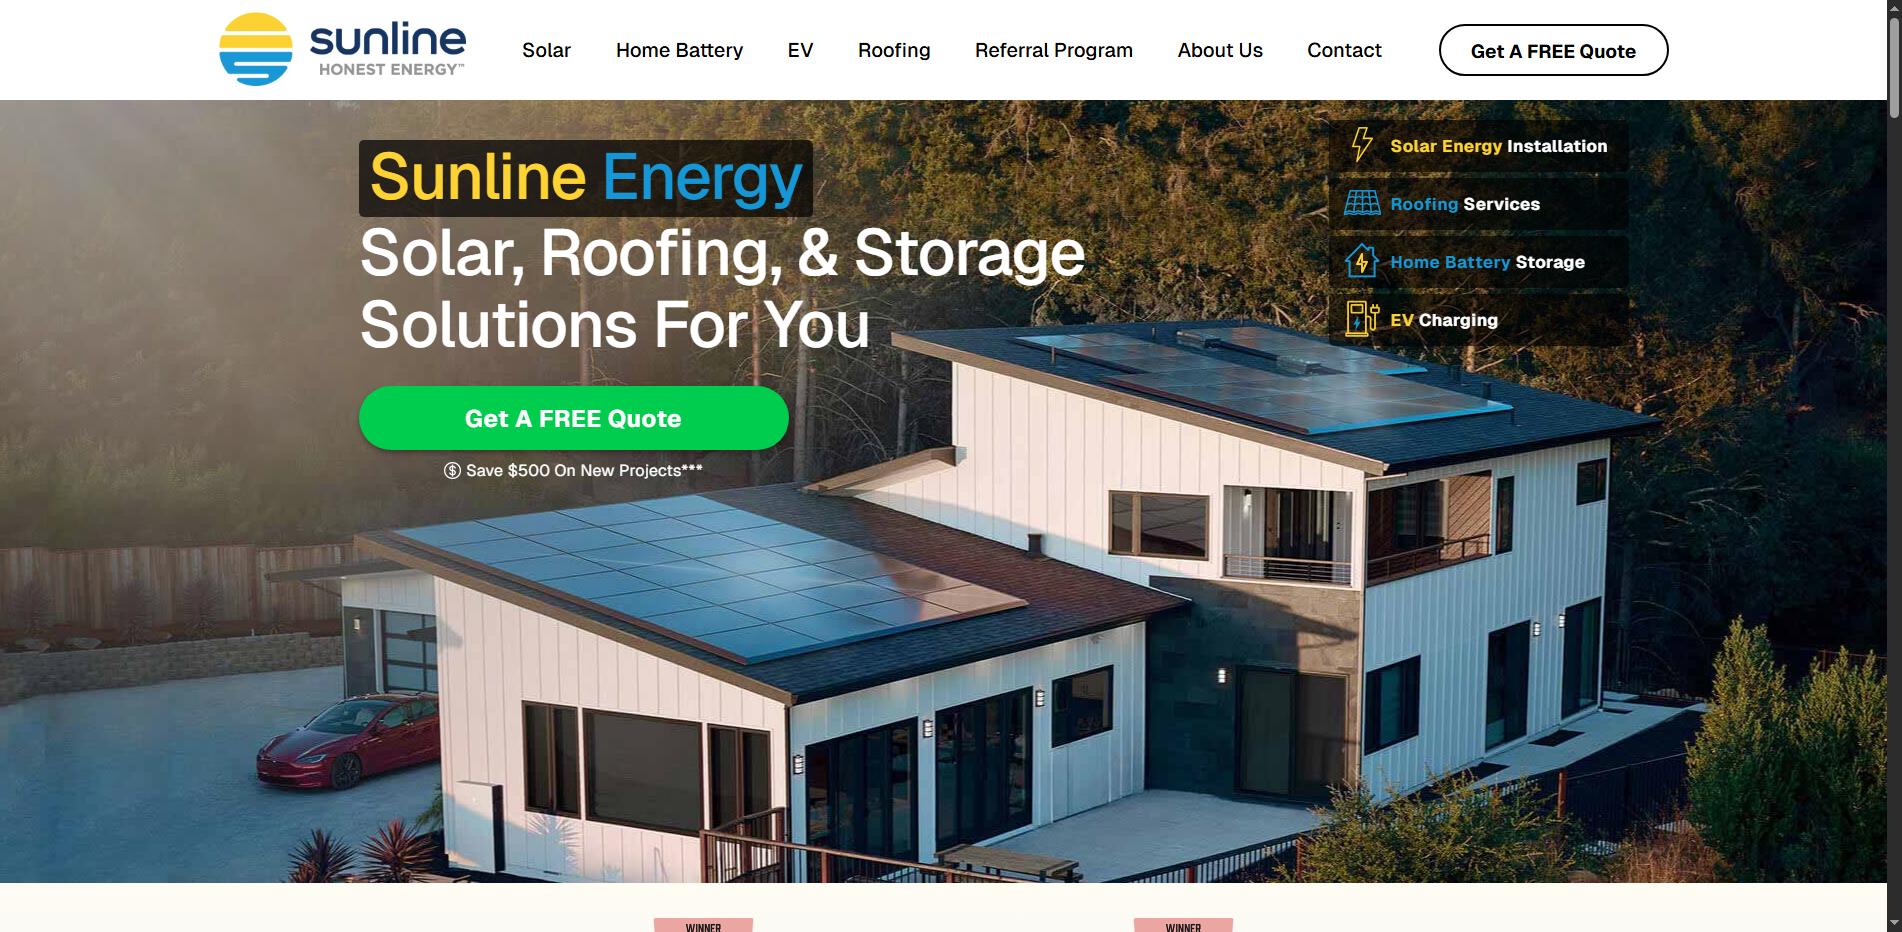 sunline
HONEST ENERGY™
Solar
Home Battery
EV
Roofing
Referral Program
About Us
Contact
Get A FREE Quote
Sunline Energy
Solar, Roofing, & Storage
Solutions For You
Get A FREE Quote
Save $500 On New Projects***
Solar Energy Installation
Roofing Services
Home Battery Storage
EV Charging
WINNER
WINNER